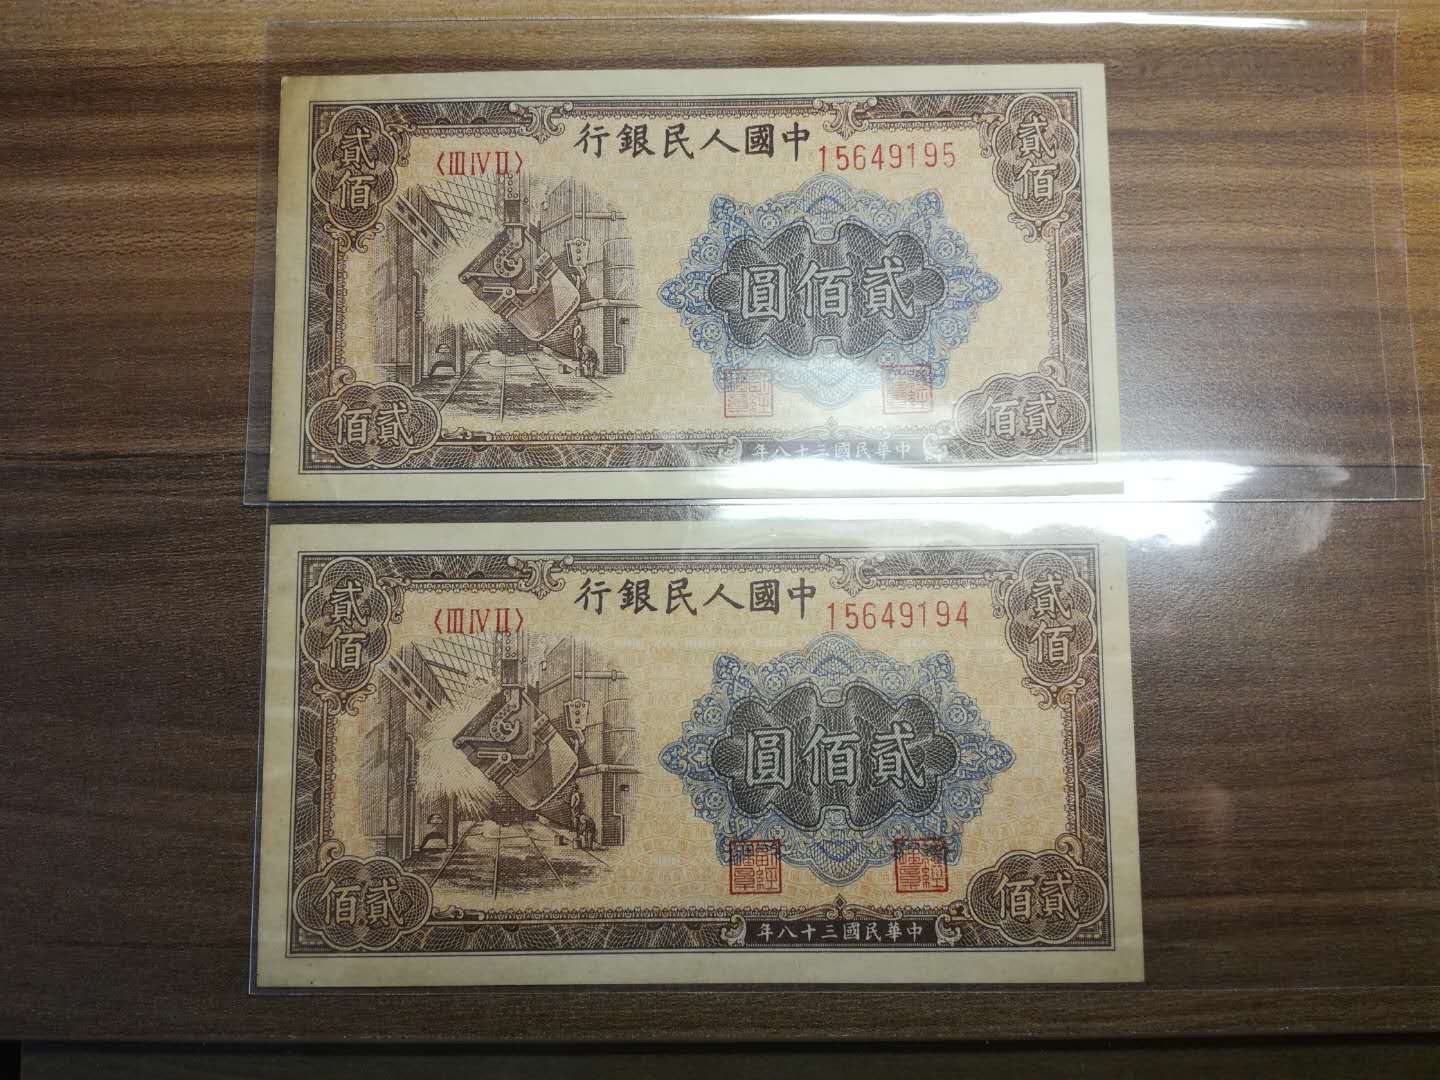 中國人民銀行
〈III IV II〉
15649195
貳佰
貳佰
貳佰圓
貳佰
貳佰
中華民國三十八年
中國人民銀行
〈III IV II〉
15649194
貳佰
貳佰
貳佰圓
貳佰
貳佰
中華民國三十八年